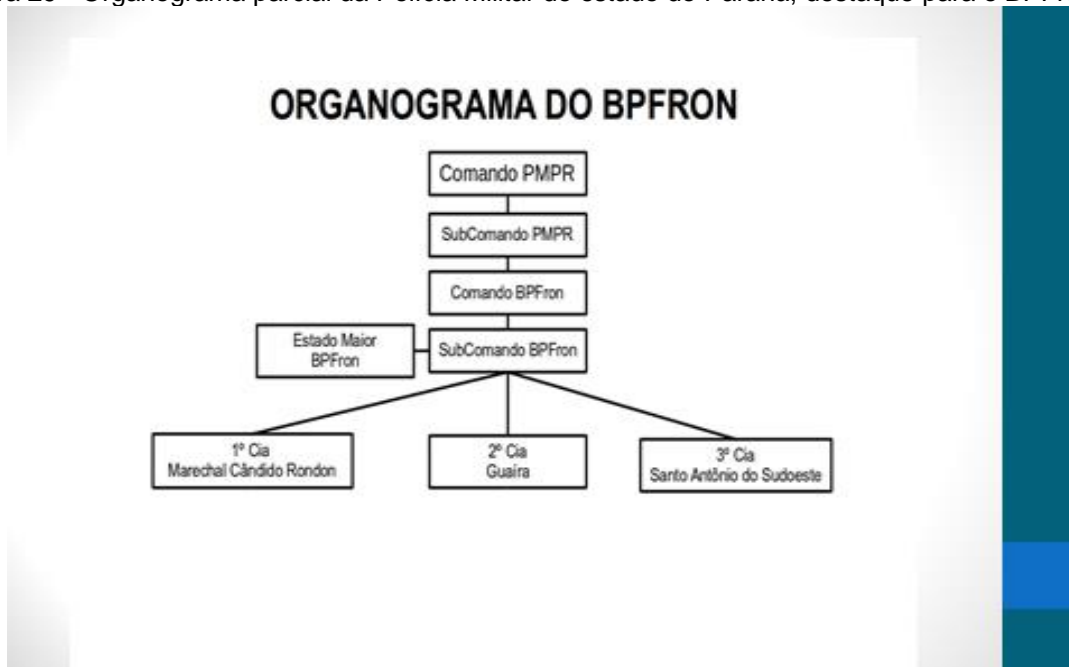 Organograma parcial da Polícia Militar do estado do Paraná, destaque para o
ORGANOGRAMA DO BPFRON
Comando PMPR
SubComando PMPR
Comando BPFron
Estado Maior
BPFron
SubComando BPFron
1º Cia
Marechal Cândido Rondon
2º Cia
Guaíra
3º Cia
Santo Antônio do Sudoeste